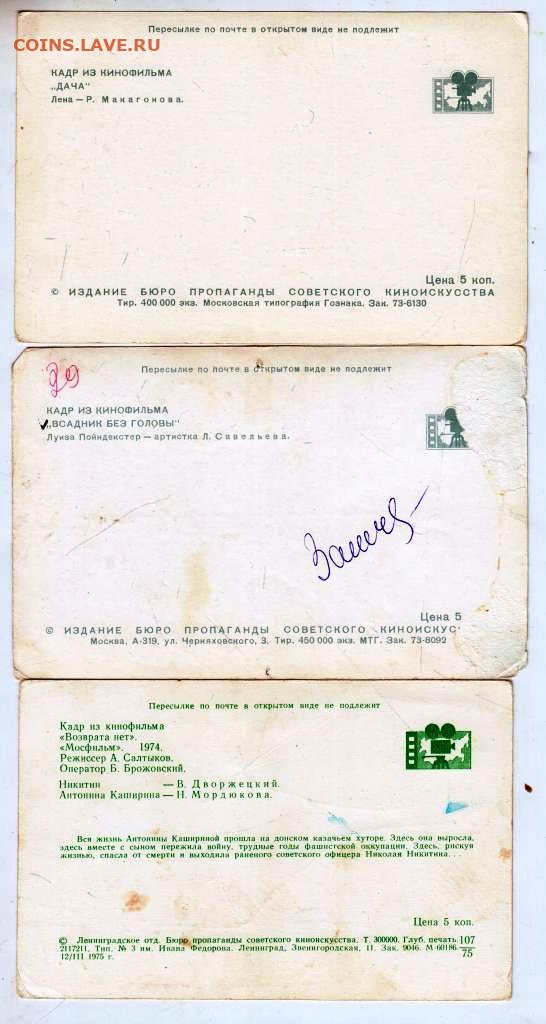 COINS.LAVE.РУ
Пересылке по почте в открытом виде не подлежит
КАДР ИЗ КИНОФИЛЬМА
„ДАЧА"
Лена — Р. Макагонова.
Цена 5 коп.
© ИЗДАНИЕ БЮРО ПРОПАГАНДЫ СОВЕТСКОГО КИНОИСКУССТВА
Тир. 400 000 экз. Московская типография Гознака. Зак. 73-6130
29
Пересылке по почте в открытом виде не подлежит
КАДР ИЗ КИНОФИЛЬМА
„ВСАДНИК БЕЗ ГОЛОВЫ"
Луиза Пойндекстер — артистка Л. Савельева.
Цена 5
© ИЗДАНИЕ БЮРО ПРОПАГАНДЫ СОВЕТСКОГО КИНОИСКУС
Москва, А-319, ул. Черняховского, 3. Тир. 450 000 экз. МТГ. Зак. 73-8092
Пересылке по почте в открытом виде не подлежит
Кадр из кинофильма
«Возврата нет».
«Мосфильм». 1974.
Режиссер А. Салтыков.
Оператор Б. Брожовский.
Никитин — В. Дворжецкий.
Антонина Каширина — Н. Мордюкова.
Вся жизнь Антонины Кашириной прошла на донском казачьем хуторе. Здесь она выросла,
здесь вместе с сыном пережила войну, трудные годы фашистской оккупации. Здесь, рискуя
жизнью, спасла от смерти и выходила раненого советского офицера Николая Никитина. . .
Цена 5 коп.
© Ленинградское отд. Бюро пропаганды советского киноискусства. Т. 300000. Глуб. печать. 107
2117211. Тип. № 3 им. Ивана Федорова. Ленинград, Звенигородская, 11. Зак. 9046. М-60186. 75
12/III 1975 г.